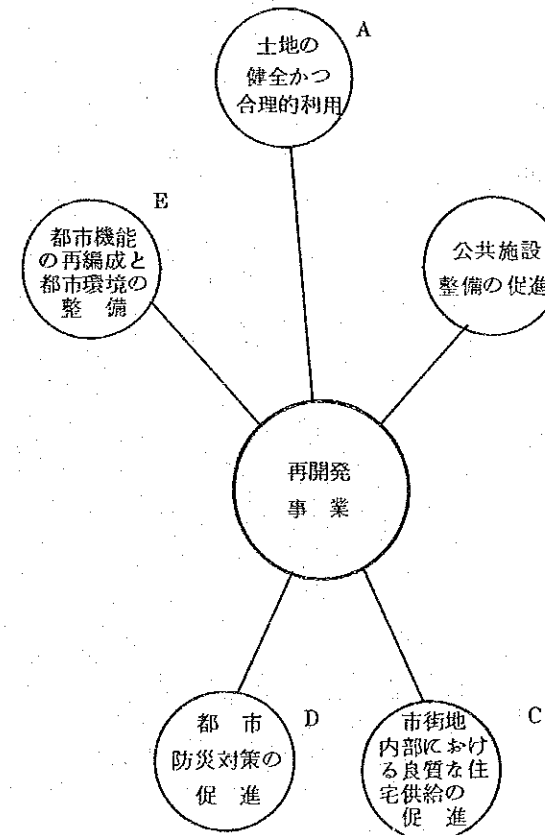 A
土地の
健全かつ
合理的利用
E
都市機能
の再編成と
都市環境の
整備
公共施設
整備の促進
再開発
事業
D
都市
防災対策の
促進
C
市街地
内部におけ
る良質な住
宅供給の
促進